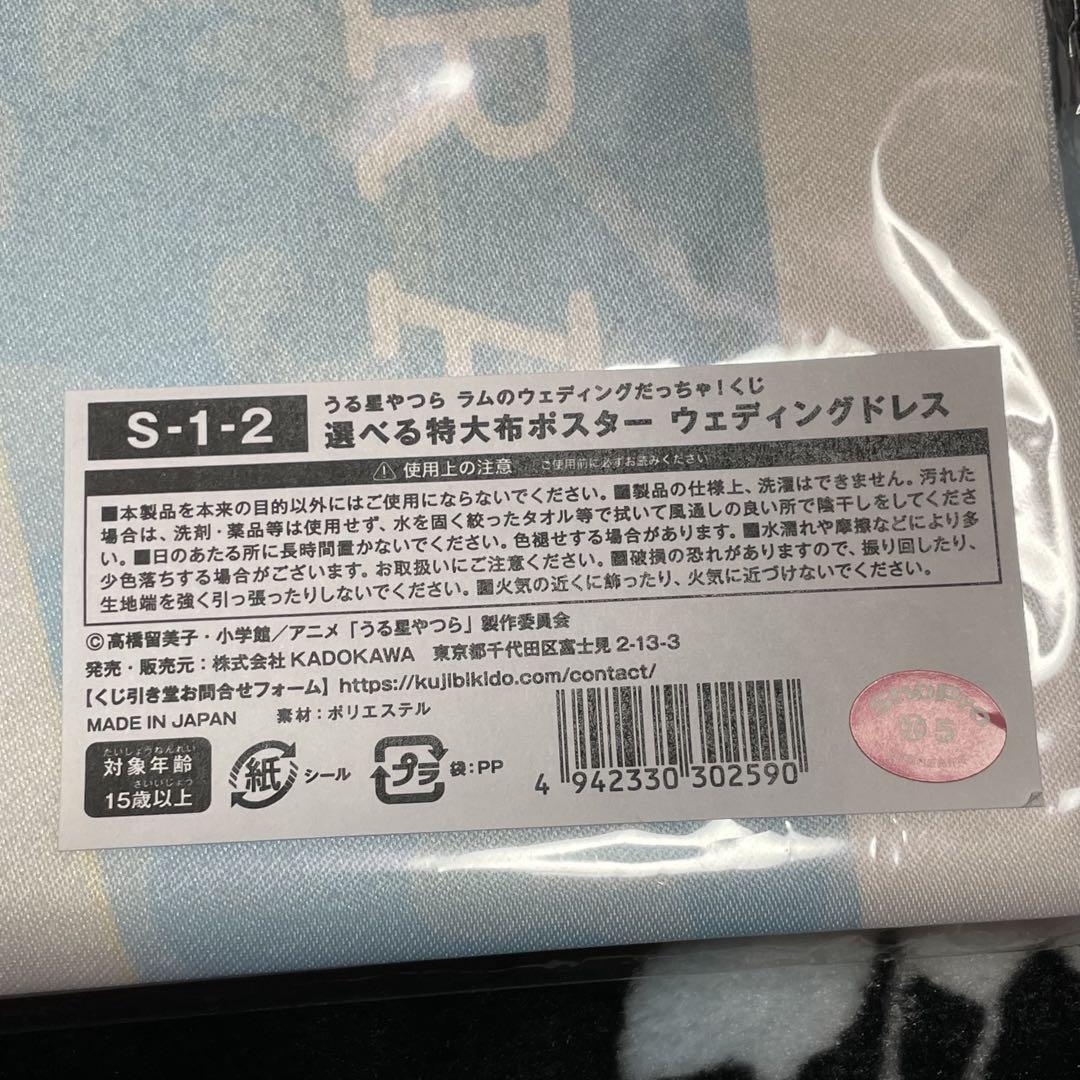 RA
S-1-2
うる星やつら ラムのウェディングだっちゃ!くじ
選べる特大布ポスター ウェディングドレス
使用上の注意 ご使用前に必ずお読みください
■本製品を本来の目的以外にはご使用にならないでください。■製品の仕様上、洗濯はできません。汚れた
場合は、洗剤・薬品等は使用せず、水を固く絞ったタオル等で拭いて風通しの良い所で陰干しをしてくださ
い。■日のあたる所に長時間置かないでください。色褪せする場合があります。■水濡れや摩擦などにより多
少色落ちする場合がございます。お取扱いにご注意ください。■破損の恐れがありますので、振り回したり、
生地端を強く引っ張ったりしないでください。■火気の近くに飾ったり、火気に近づけないでください。
©高橋留美子・小学館/アニメ「うる星やつら」製作委員会
発売・販売元:株式会社KADOKAWA 東京都千代田区富士見2-13-3
【くじ引き堂お問合せフォーム】https://kujibikido.com/contact/
MADE IN JAPAN 素材:ポリエステル
たいしょうねんれい
対象年齢
さいいじょう
15歳以上
紙 シール
プラ 袋:PP
4 942330 302590
SHOPRO
5